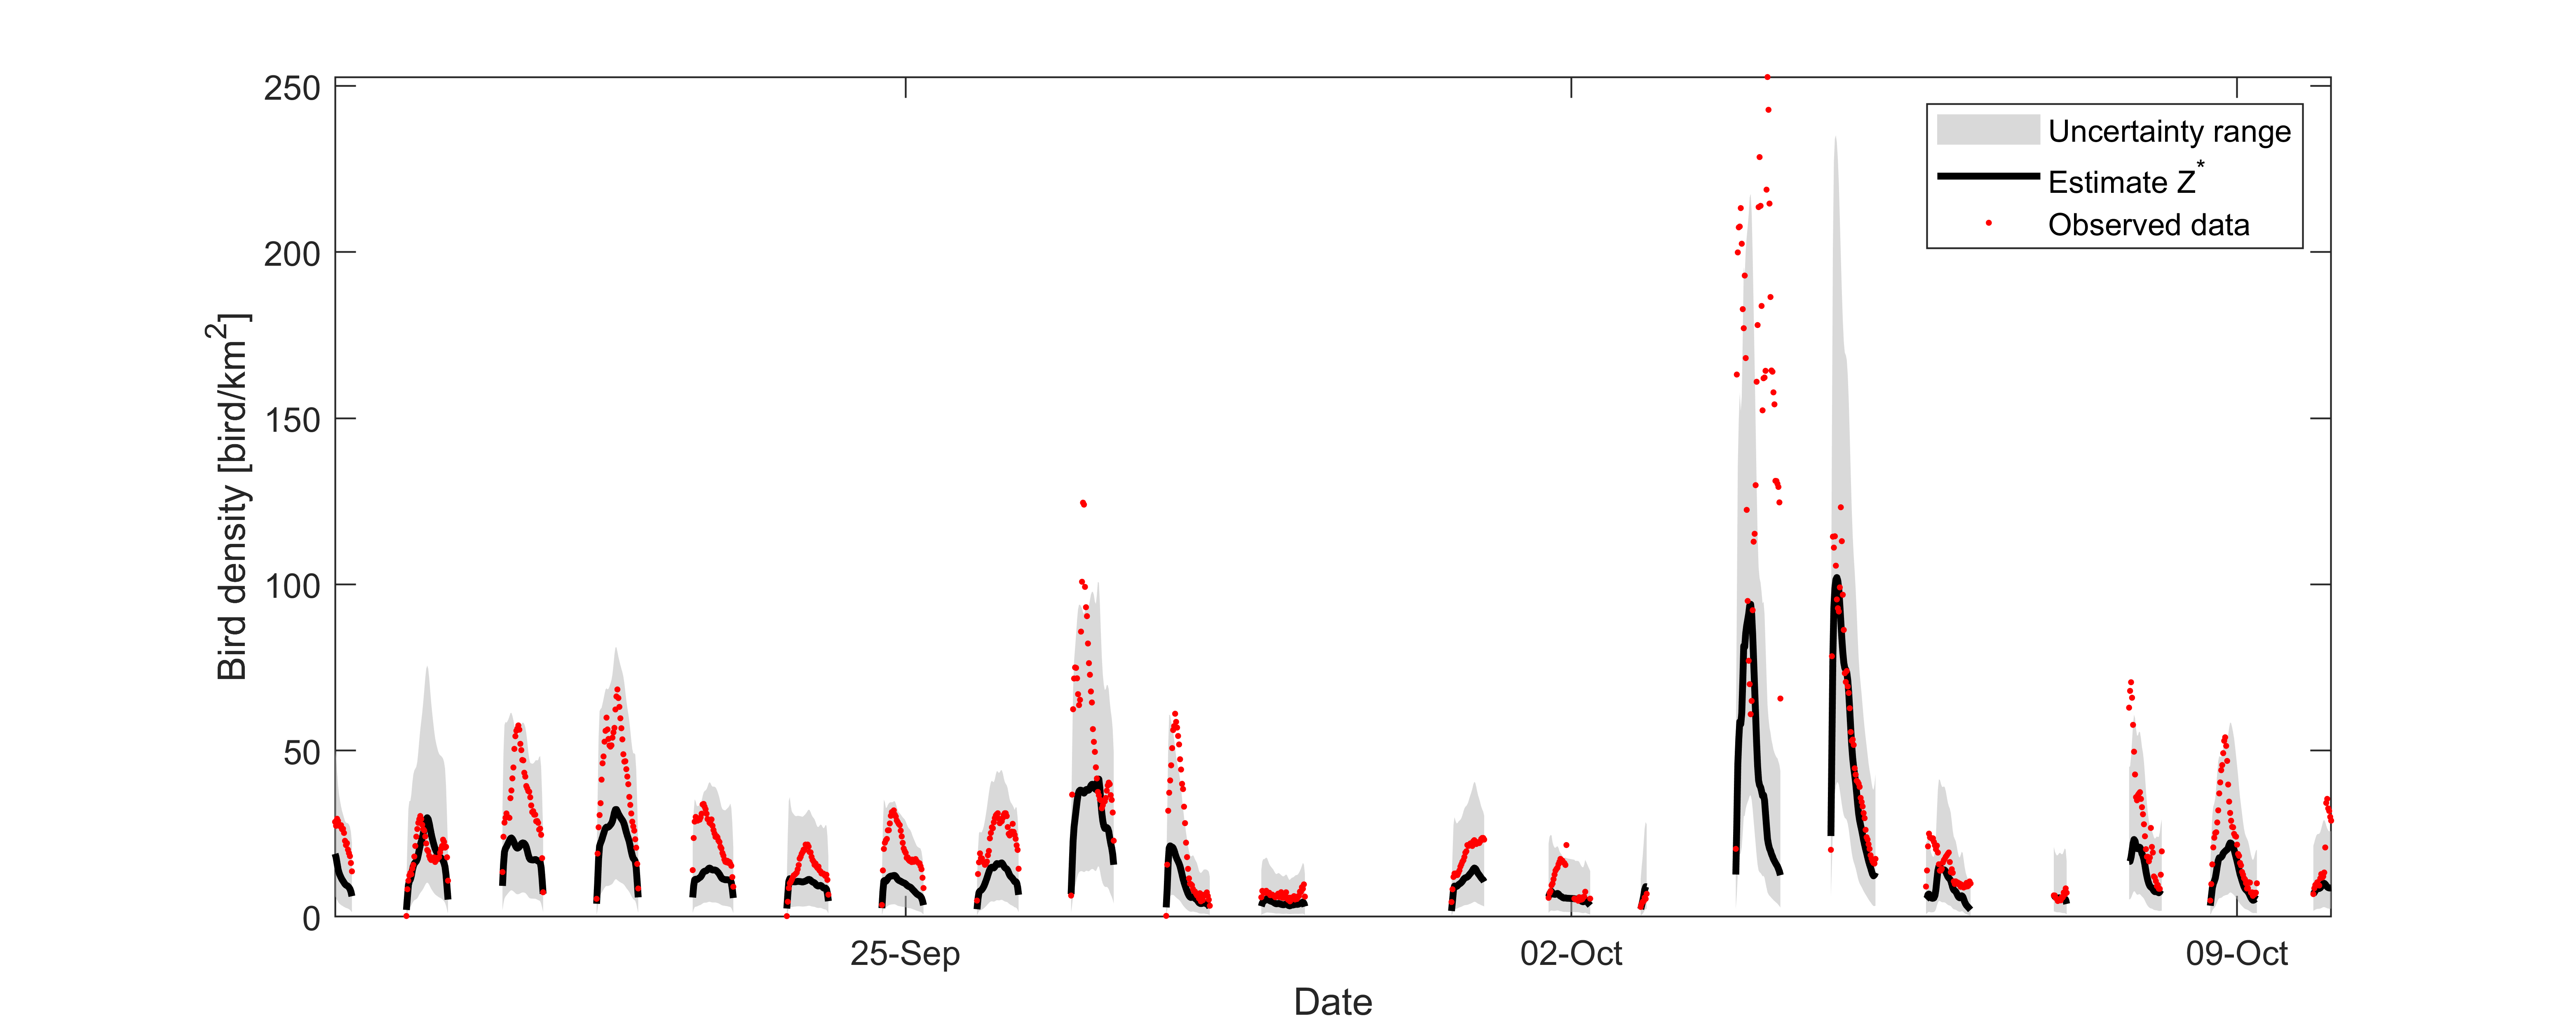 250
200
150
100
50
0
Bird density [bird/km²]
25-Sep
02-Oct
09-Oct
Date
Uncertainty range
Estimate Z*
Observed data